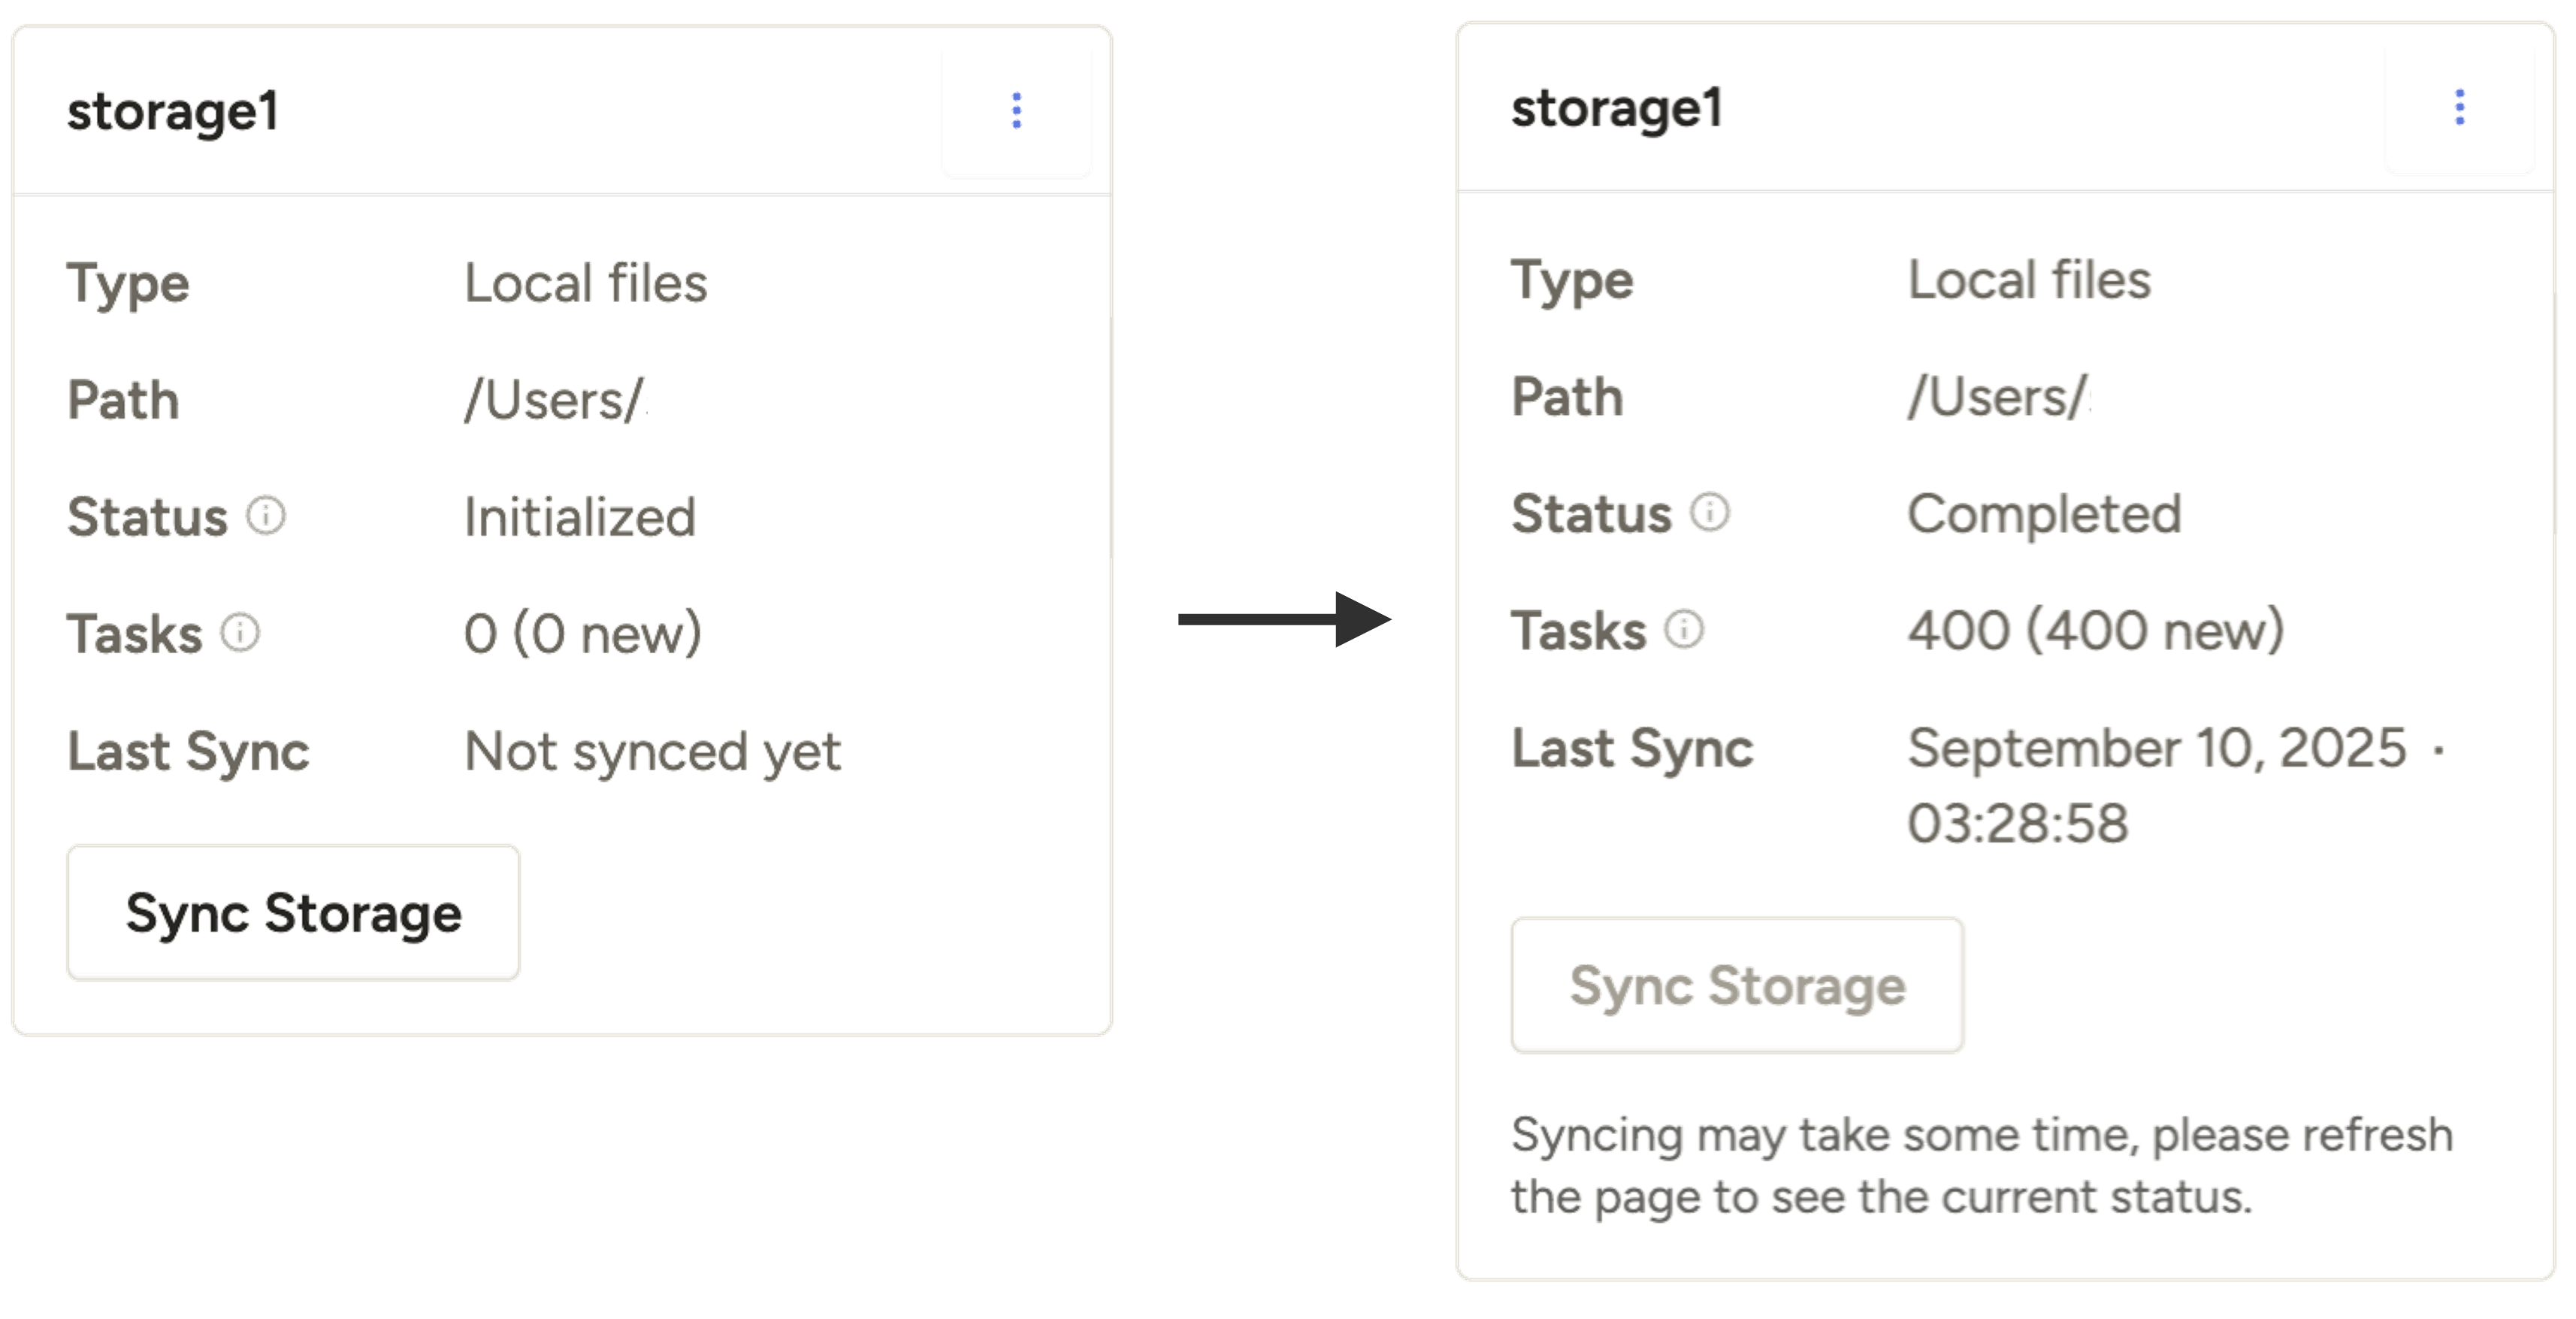 storage1
Type Local files
Path /Users/
Status Initialized
Tasks 0 (0 new)
Last Sync Not synced yet
Sync Storage
storage1
Type Local files
Path /Users/
Status Completed
Tasks 400 (400 new)
Last Sync September 10, 2025 ·
03:28:58
Sync Storage
Syncing may take some time, please refresh
the page to see the current status.